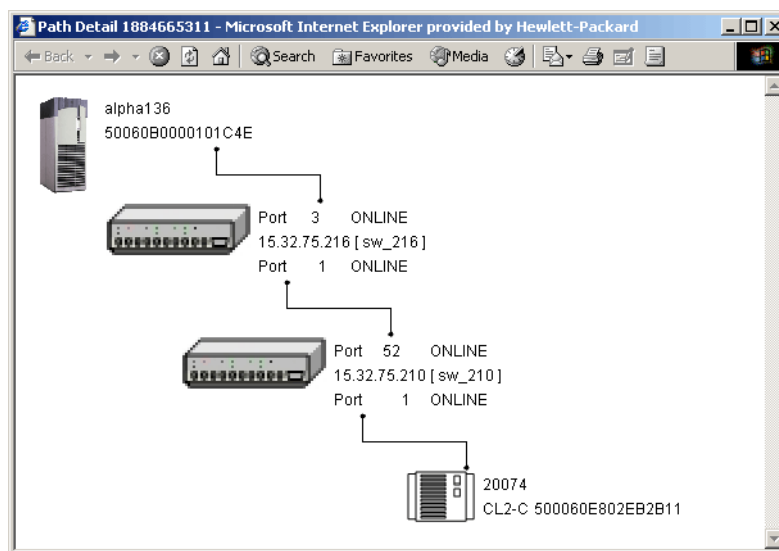 Path Detail 1884665311 - Microsoft Internet Explorer provided by Hewlett-Packard
Back Search Favorites Media
alpha136
50060B0000101C4E
Port 3 ONLINE
15.32.75.216 [ sw_216 ]
Port 1 ONLINE
Port 52 ONLINE
15.32.75.210 [ sw_210 ]
Port 1 ONLINE
20074
CL2-C 500060E802EB2B11